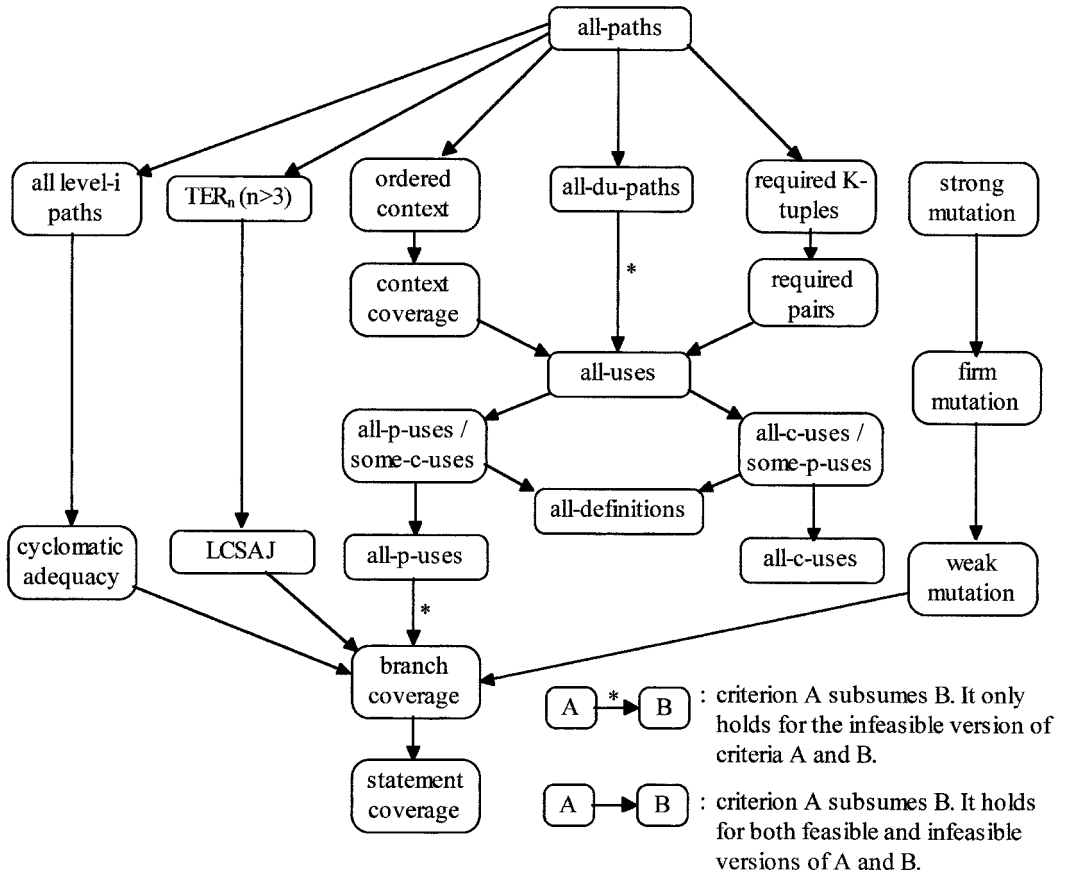 all-paths
all level-i
paths
TERn (n>3)
ordered
context
all-du-paths
required K-
tuples
strong
mutation
*
context
coverage
required
pairs
all-uses
firm
mutation
all-p-uses /
some-c-uses
all-c-uses /
some-p-uses
all-definitions
cyclomatic
adequacy
LCSAJ
all-p-uses
all-c-uses
weak
mutation
*
branch
coverage
A * B : criterion A subsumes B. It only
holds for the infeasible version of
criteria A and B.
statement
coverage
A B : criterion A subsumes B. It holds
for both feasible and infeasible
versions of A and B.